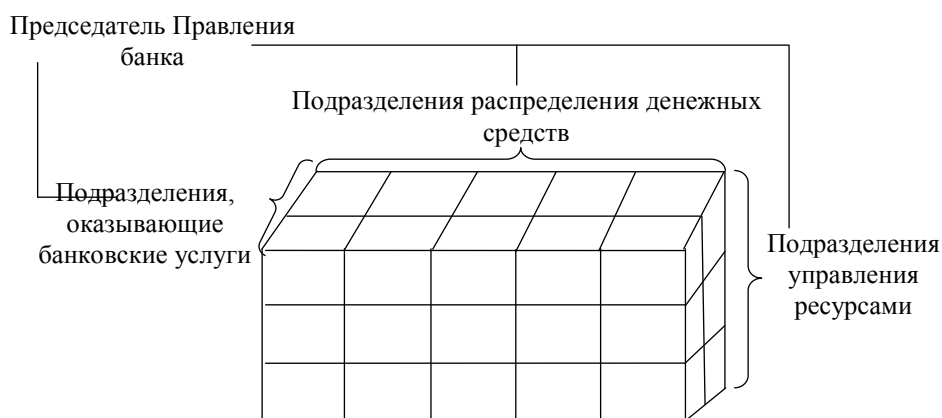 Председатель Правления
банка
Подразделения распределения денежных
средств
Подразделения,
оказывающие
банковские услуги
Подразделения
управления
ресурсами